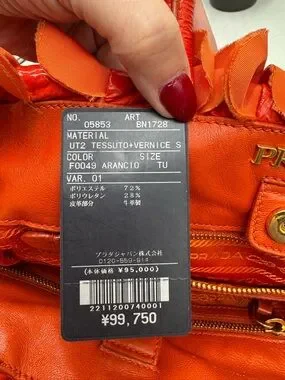 NO. ART
05853 BN1728
MATERIAL
UT2 TESSUTO+VERNICE S
COLOR SIZE
F0049 ARANCIO TU
VAR. 01
ポリエステル 72%
ポリウレタン 28%
皮革部分 牛革製
プラダジャパン株式会社
0120-559-914
(本体価格 ¥95,000)
2211200740001
¥99,750
PR
PRADA